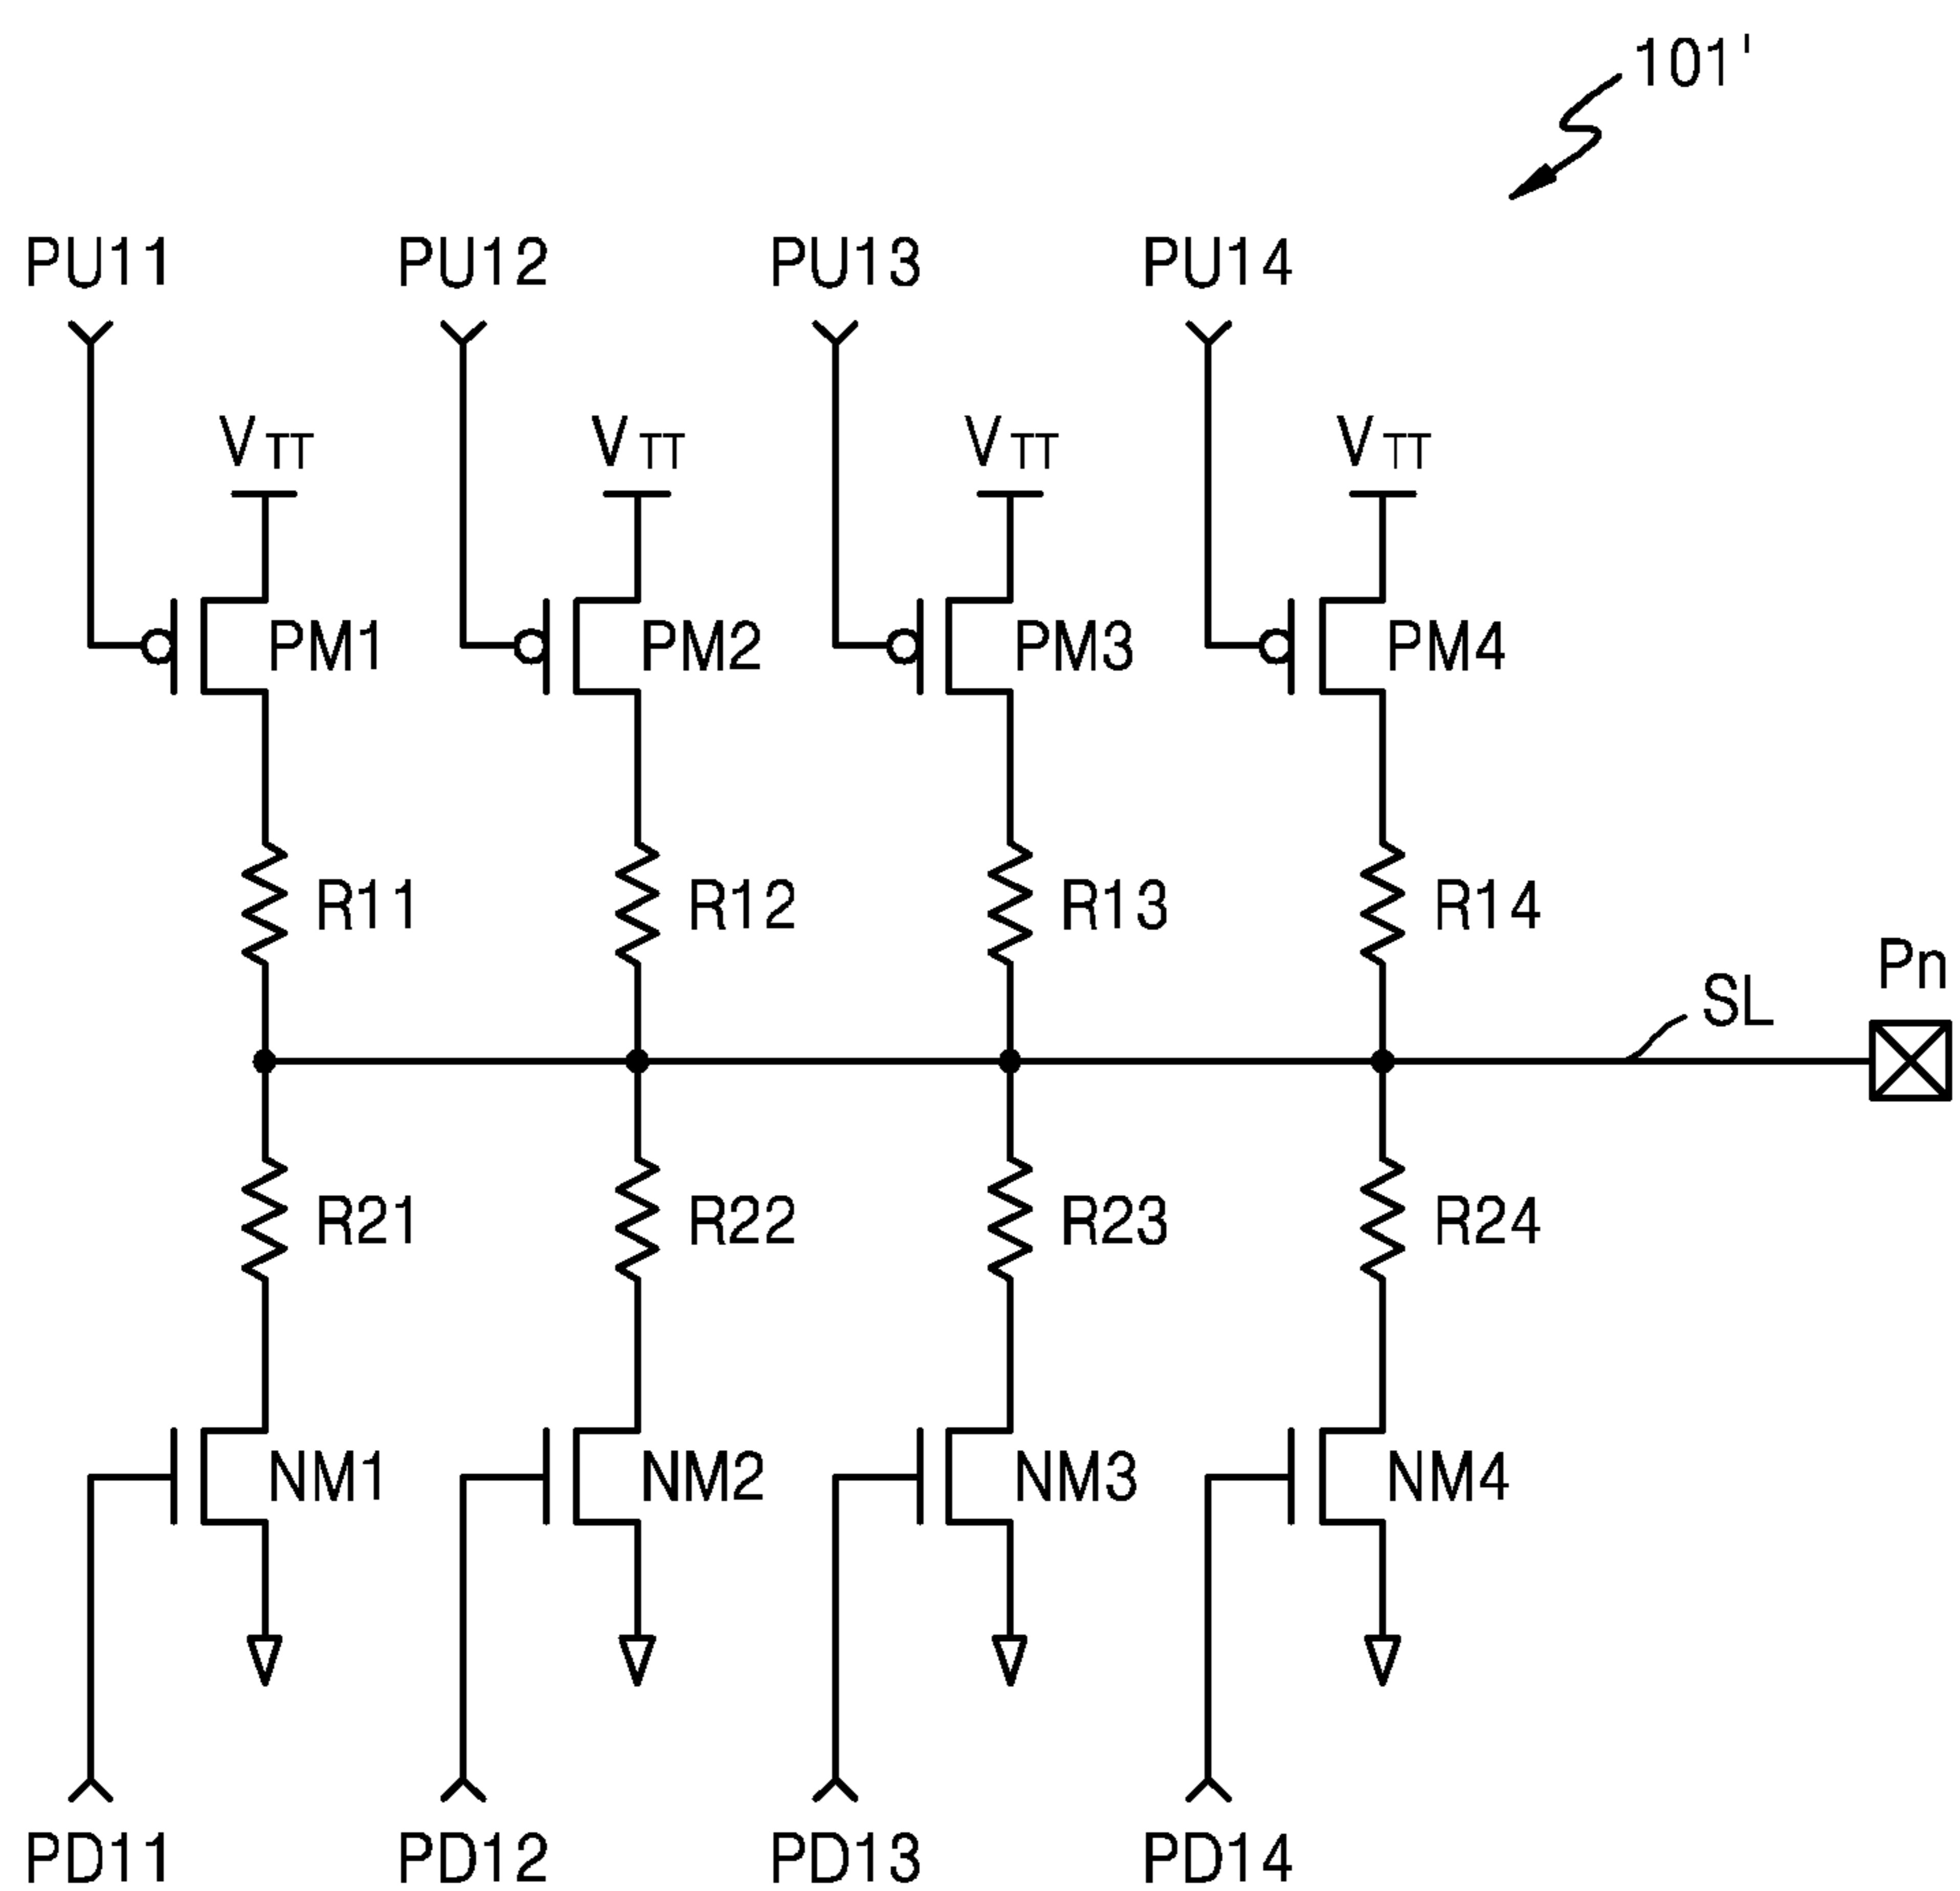 101'
PU11 PU12 PU13 PU14
VTT VTT VTT VTT
PM1 PM2 PM3 PM4
R11 R12 R13 R14
Pn
SL
R21 R22 R23 R24
NM1 NM2 NM3 NM4
PD11 PD12 PD13 PD14